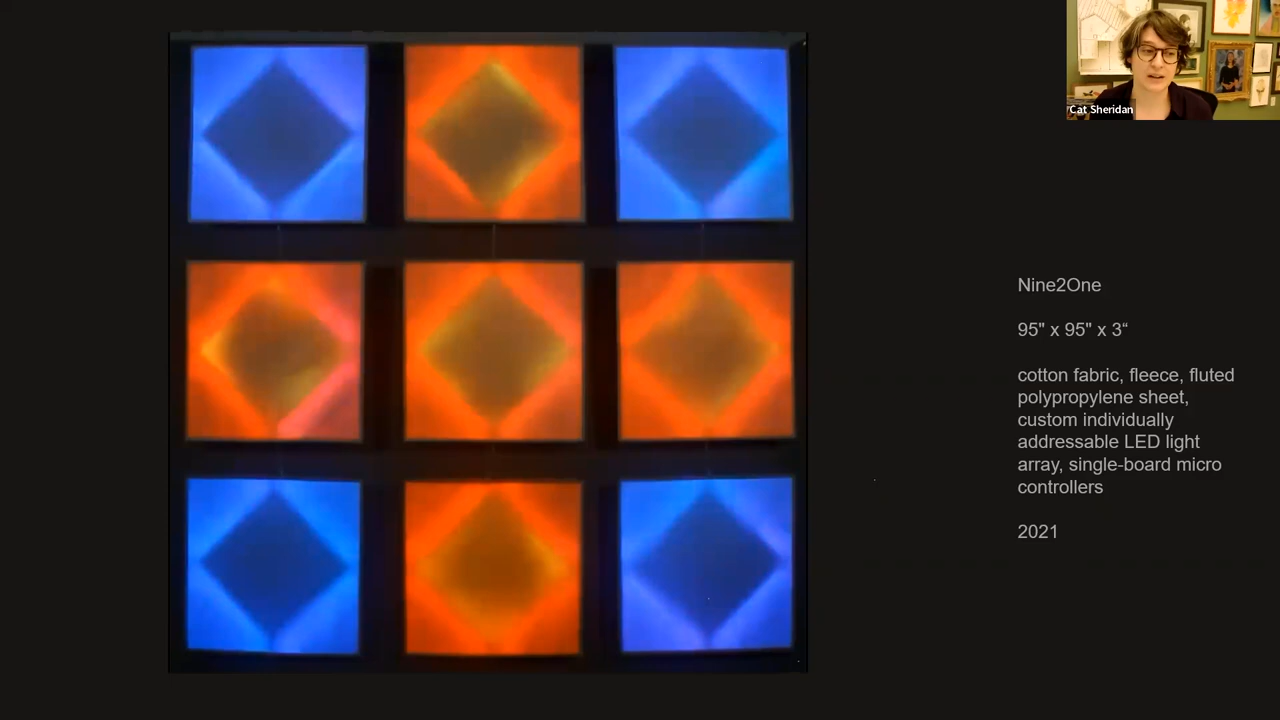 Cat Sheridan
Nine2One
95" x 95" x 3“
cotton fabric, fleece, fluted
polypropylene sheet,
custom individually
addressable LED light
array, single-board micro
controllers
2021